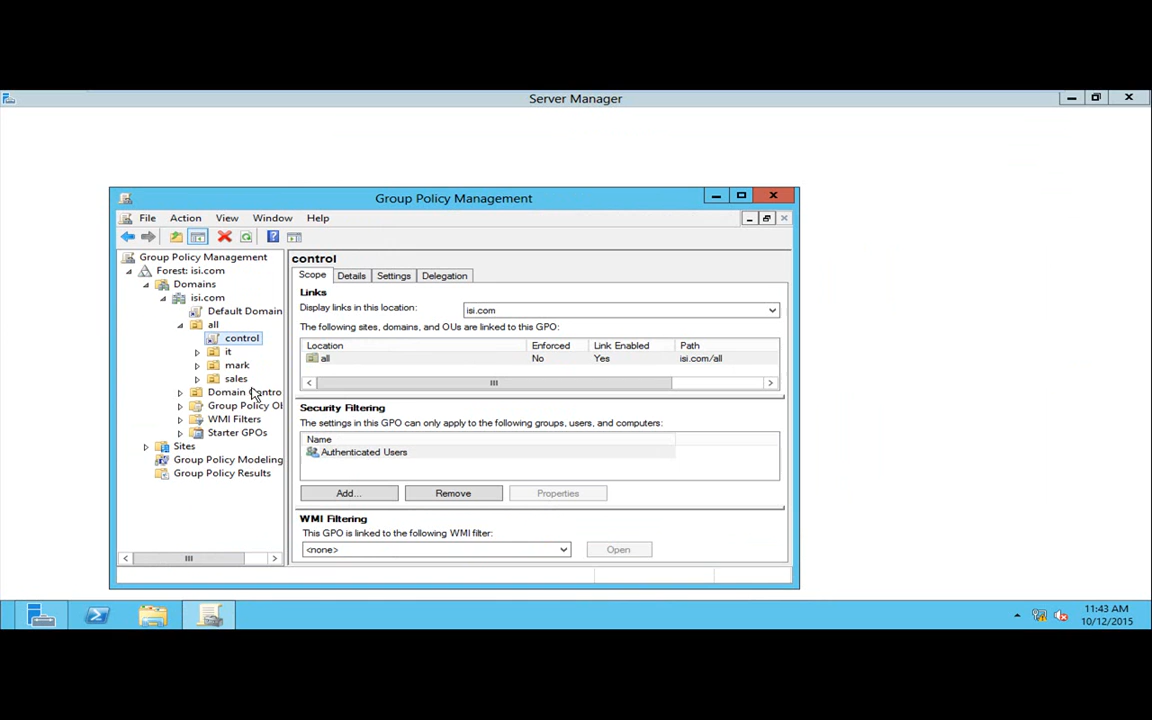 Server Manager
Group Policy Management
File Action View Window Help
Group Policy Management
Forest: isi.com
Domains
isi.com
Default Domain
all
control
it
mark
sales
Domain Contro
Group Policy Ob
WMI Filters
Starter GPOs
Sites
Group Policy Modeling
Group Policy Results
control
Scope Details Settings Delegation
Links
Display links in this location: isi.com
The following sites, domains, and OUs are linked to this GPO:
Location Enforced Link Enabled Path
all No Yes isi.com/all
Security Filtering
The settings in this GPO can only apply to the following groups, users, and computers:
Name
Authenticated Users
Add... Remove Properties
WMI Filtering
This GPO is linked to the following WMI filter:
<none> Open
11:43 AM
10/12/2015